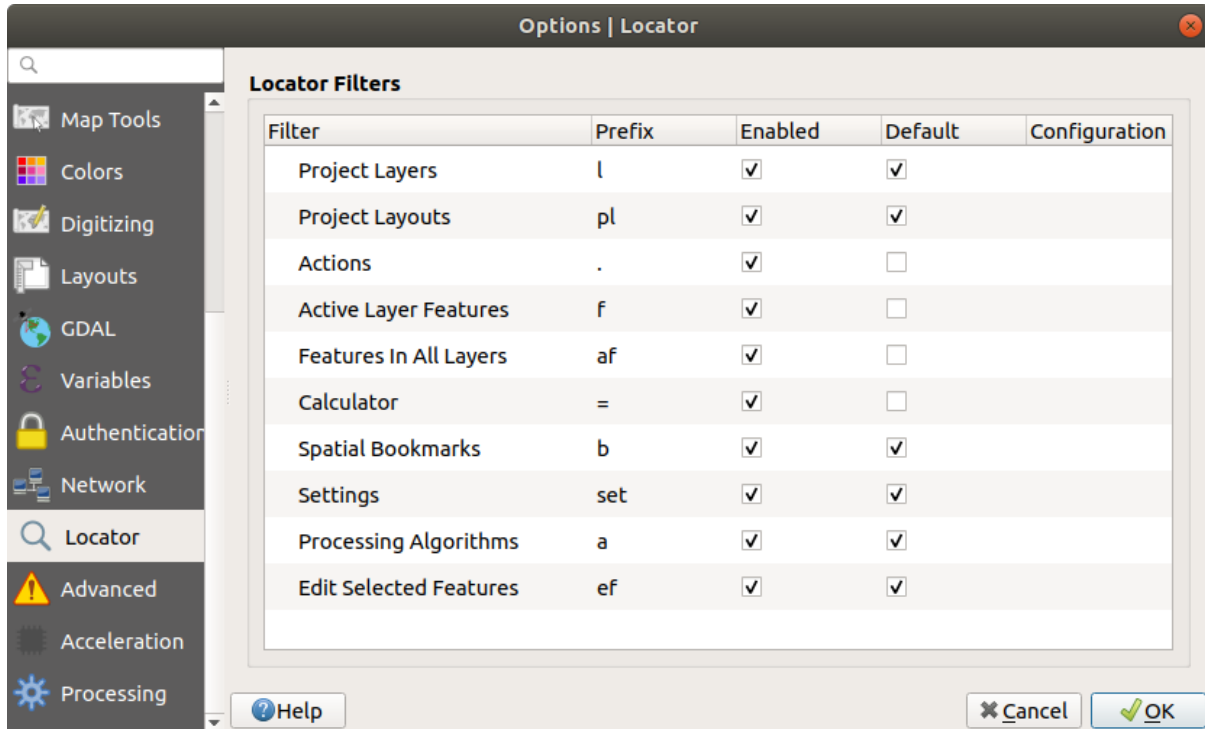 Options | Locator
Map Tools
Colors
Digitizing
Layouts
GDAL
Variables
Authentication
Network
Locator
Advanced
Acceleration
Processing
Locator Filters
Filter Prefix Enabled Default Configuration
Project Layers l
Project Layouts pl
Actions .
Active Layer Features f
Features In All Layers af
Calculator =
Spatial Bookmarks b
Settings set
Processing Algorithms a
Edit Selected Features ef
Help Cancel OK